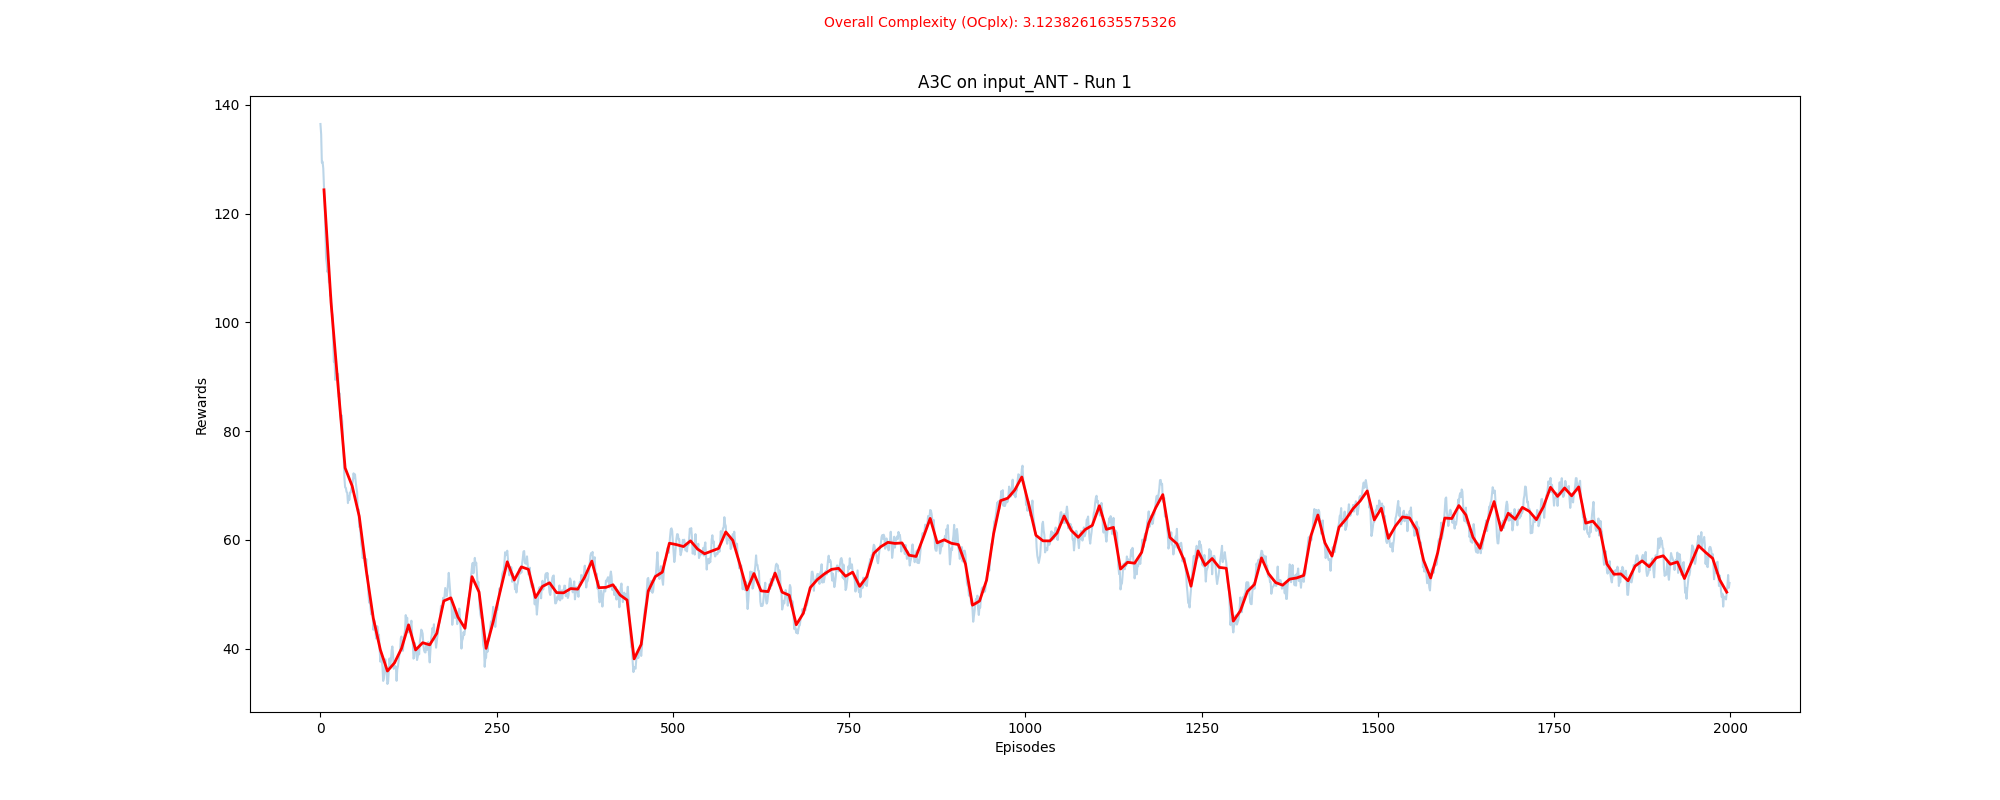 Overall Complexity (OCplx): 3.1238261635575326
A3C on input_ANT - Run 1
140
120
100
80
60
40
Rewards
0 250 500 750 1000 1250 1500 1750 2000
Episodes